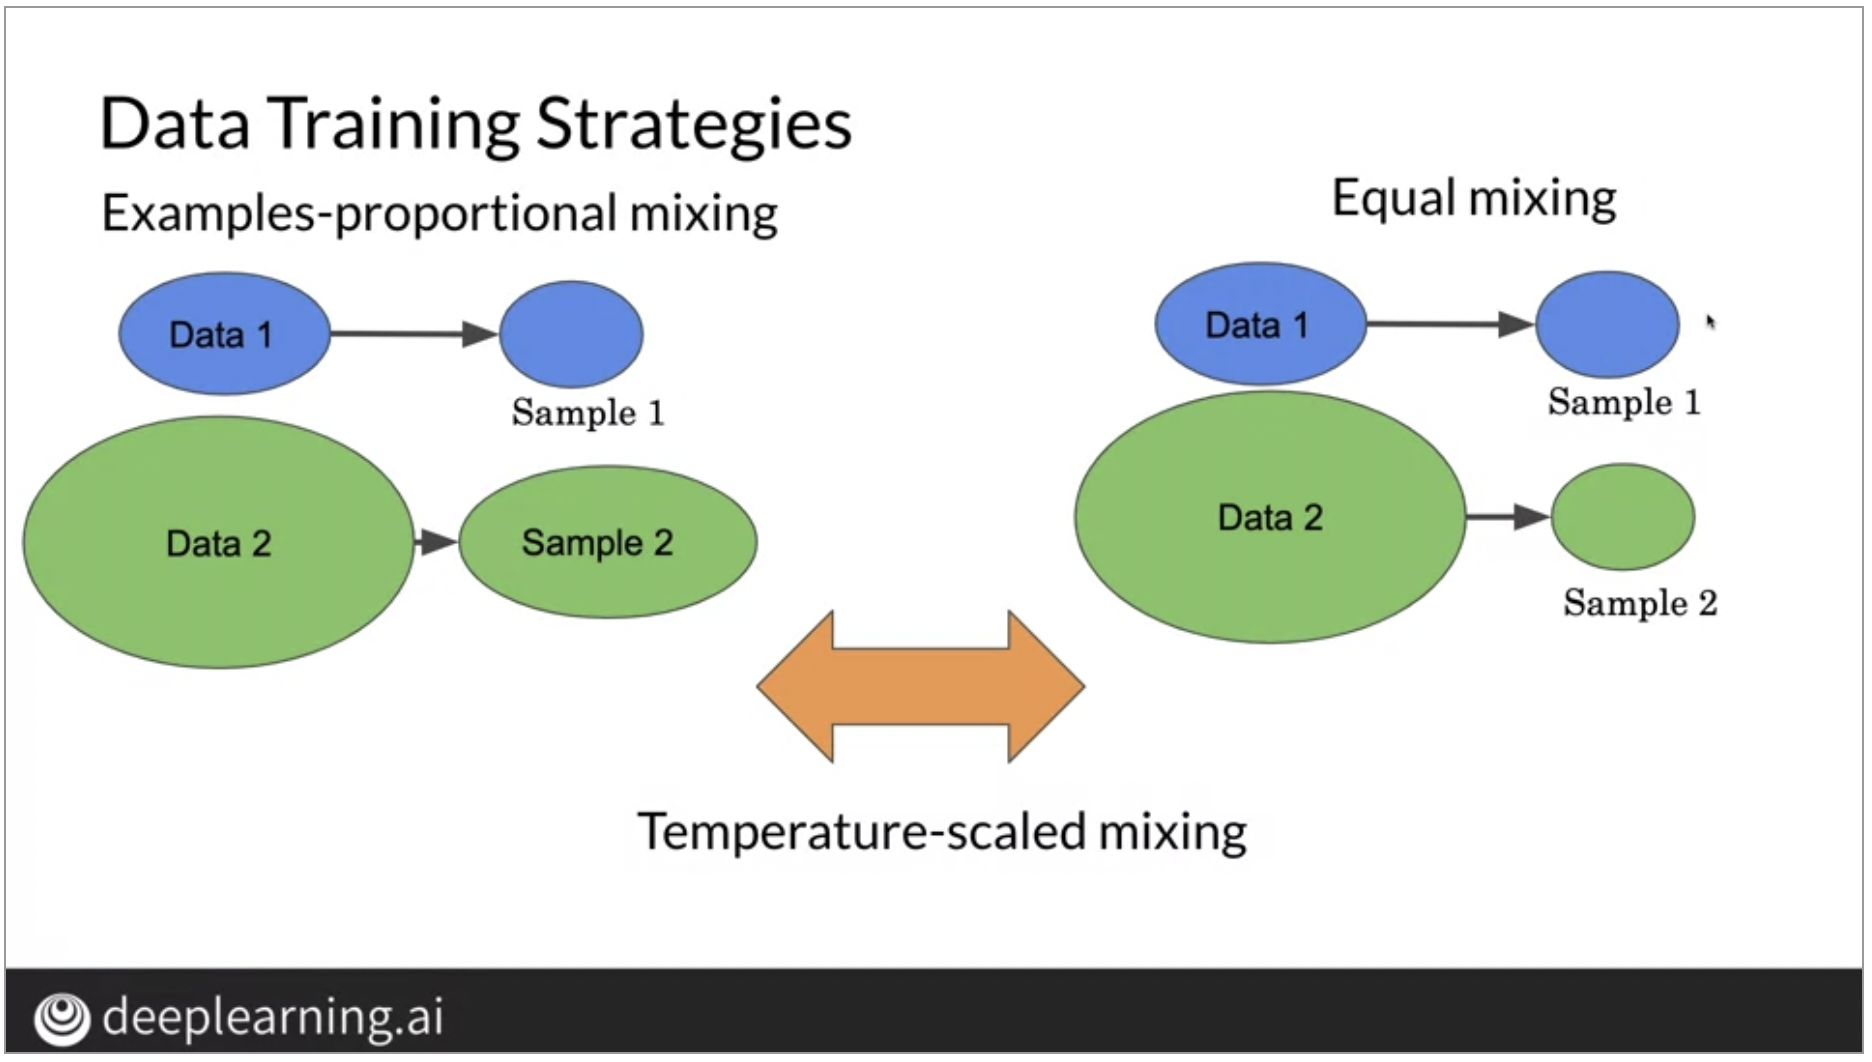 Data Training Strategies
Examples-proportional mixing
Data 1
Sample 1
Data 2
Sample 2
Equal mixing
Data 1
Sample 1
Data 2
Sample 2
Temperature-scaled mixing
deeplearning.ai